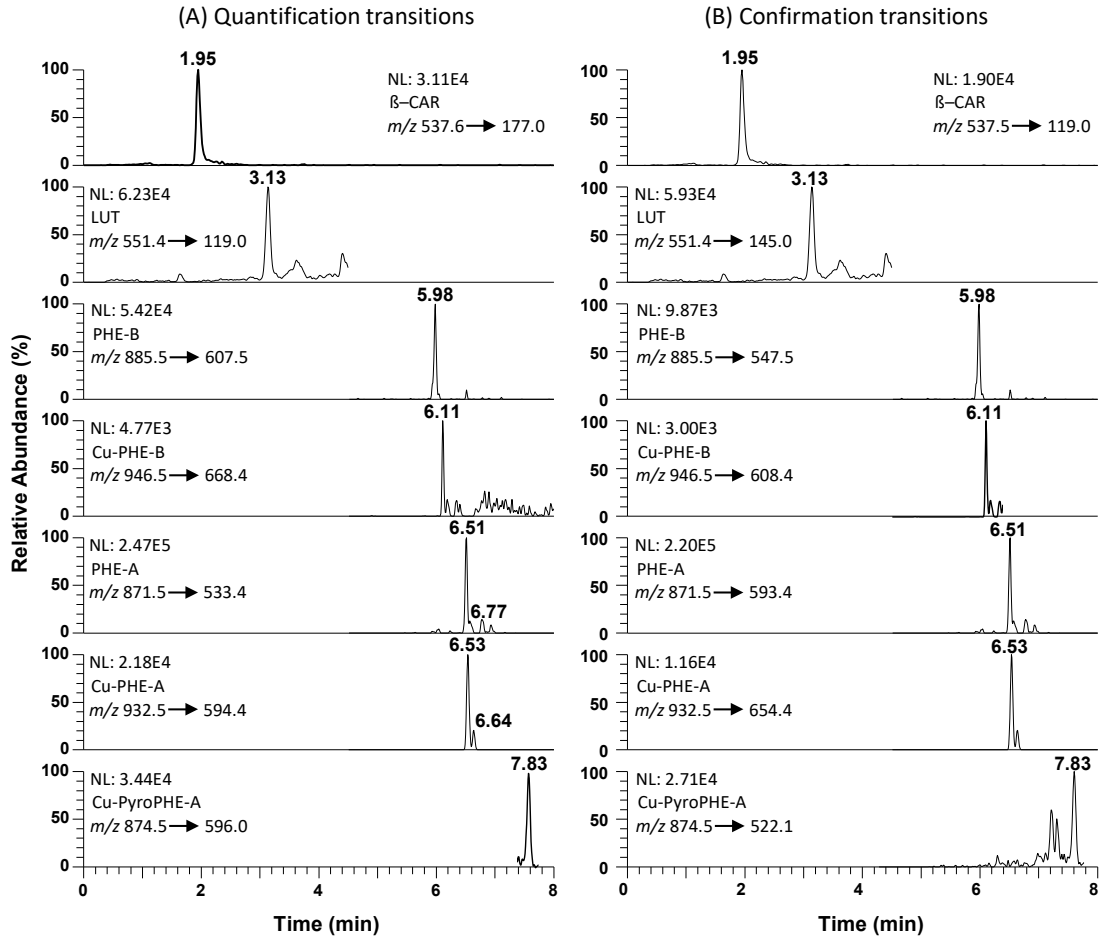 (A) Quantification transitions
(B) Confirmation transitions
Relative Abundance (%)
1.95
100
50
0
NL: 3.11E4
ß–CAR
m/z 537.6 → 177.0
3.13
100
50
0
NL: 6.23E4
LUT
m/z 551.4 → 119.0
5.98
100
50
0
NL: 5.42E4
PHE-B
m/z 885.5 → 607.5
6.11
100
50
0
NL: 4.77E3
Cu-PHE-B
m/z 946.5 → 668.4
6.51
100
50
0
NL: 2.47E5
PHE-A
m/z 871.5 → 533.4
6.77
6.53
100
50
0
NL: 2.18E4
Cu-PHE-A
m/z 932.5 → 594.4
6.64
7.83
100
50
0
NL: 3.44E4
Cu-PyroPHE-A
m/z 874.5 → 596.0
0 2 4 6 8
Time (min)
1.95
100
50
0
NL: 1.90E4
ß–CAR
m/z 537.5 → 119.0
3.13
100
50
0
NL: 5.93E4
LUT
m/z 551.4 → 145.0
5.98
100
50
0
NL: 9.87E3
PHE-B
m/z 885.5 → 547.5
6.11
100
50
0
NL: 3.00E3
Cu-PHE-B
m/z 946.5 → 608.4
6.51
100
50
0
NL: 2.20E5
PHE-A
m/z 871.5 → 593.4
6.53
100
50
0
NL: 1.16E4
Cu-PHE-A
m/z 932.5 → 654.4
7.83
100
50
0
NL: 2.71E4
Cu-PyroPHE-A
m/z 874.5 → 522.1
0 2 4 6 8
Time (min)